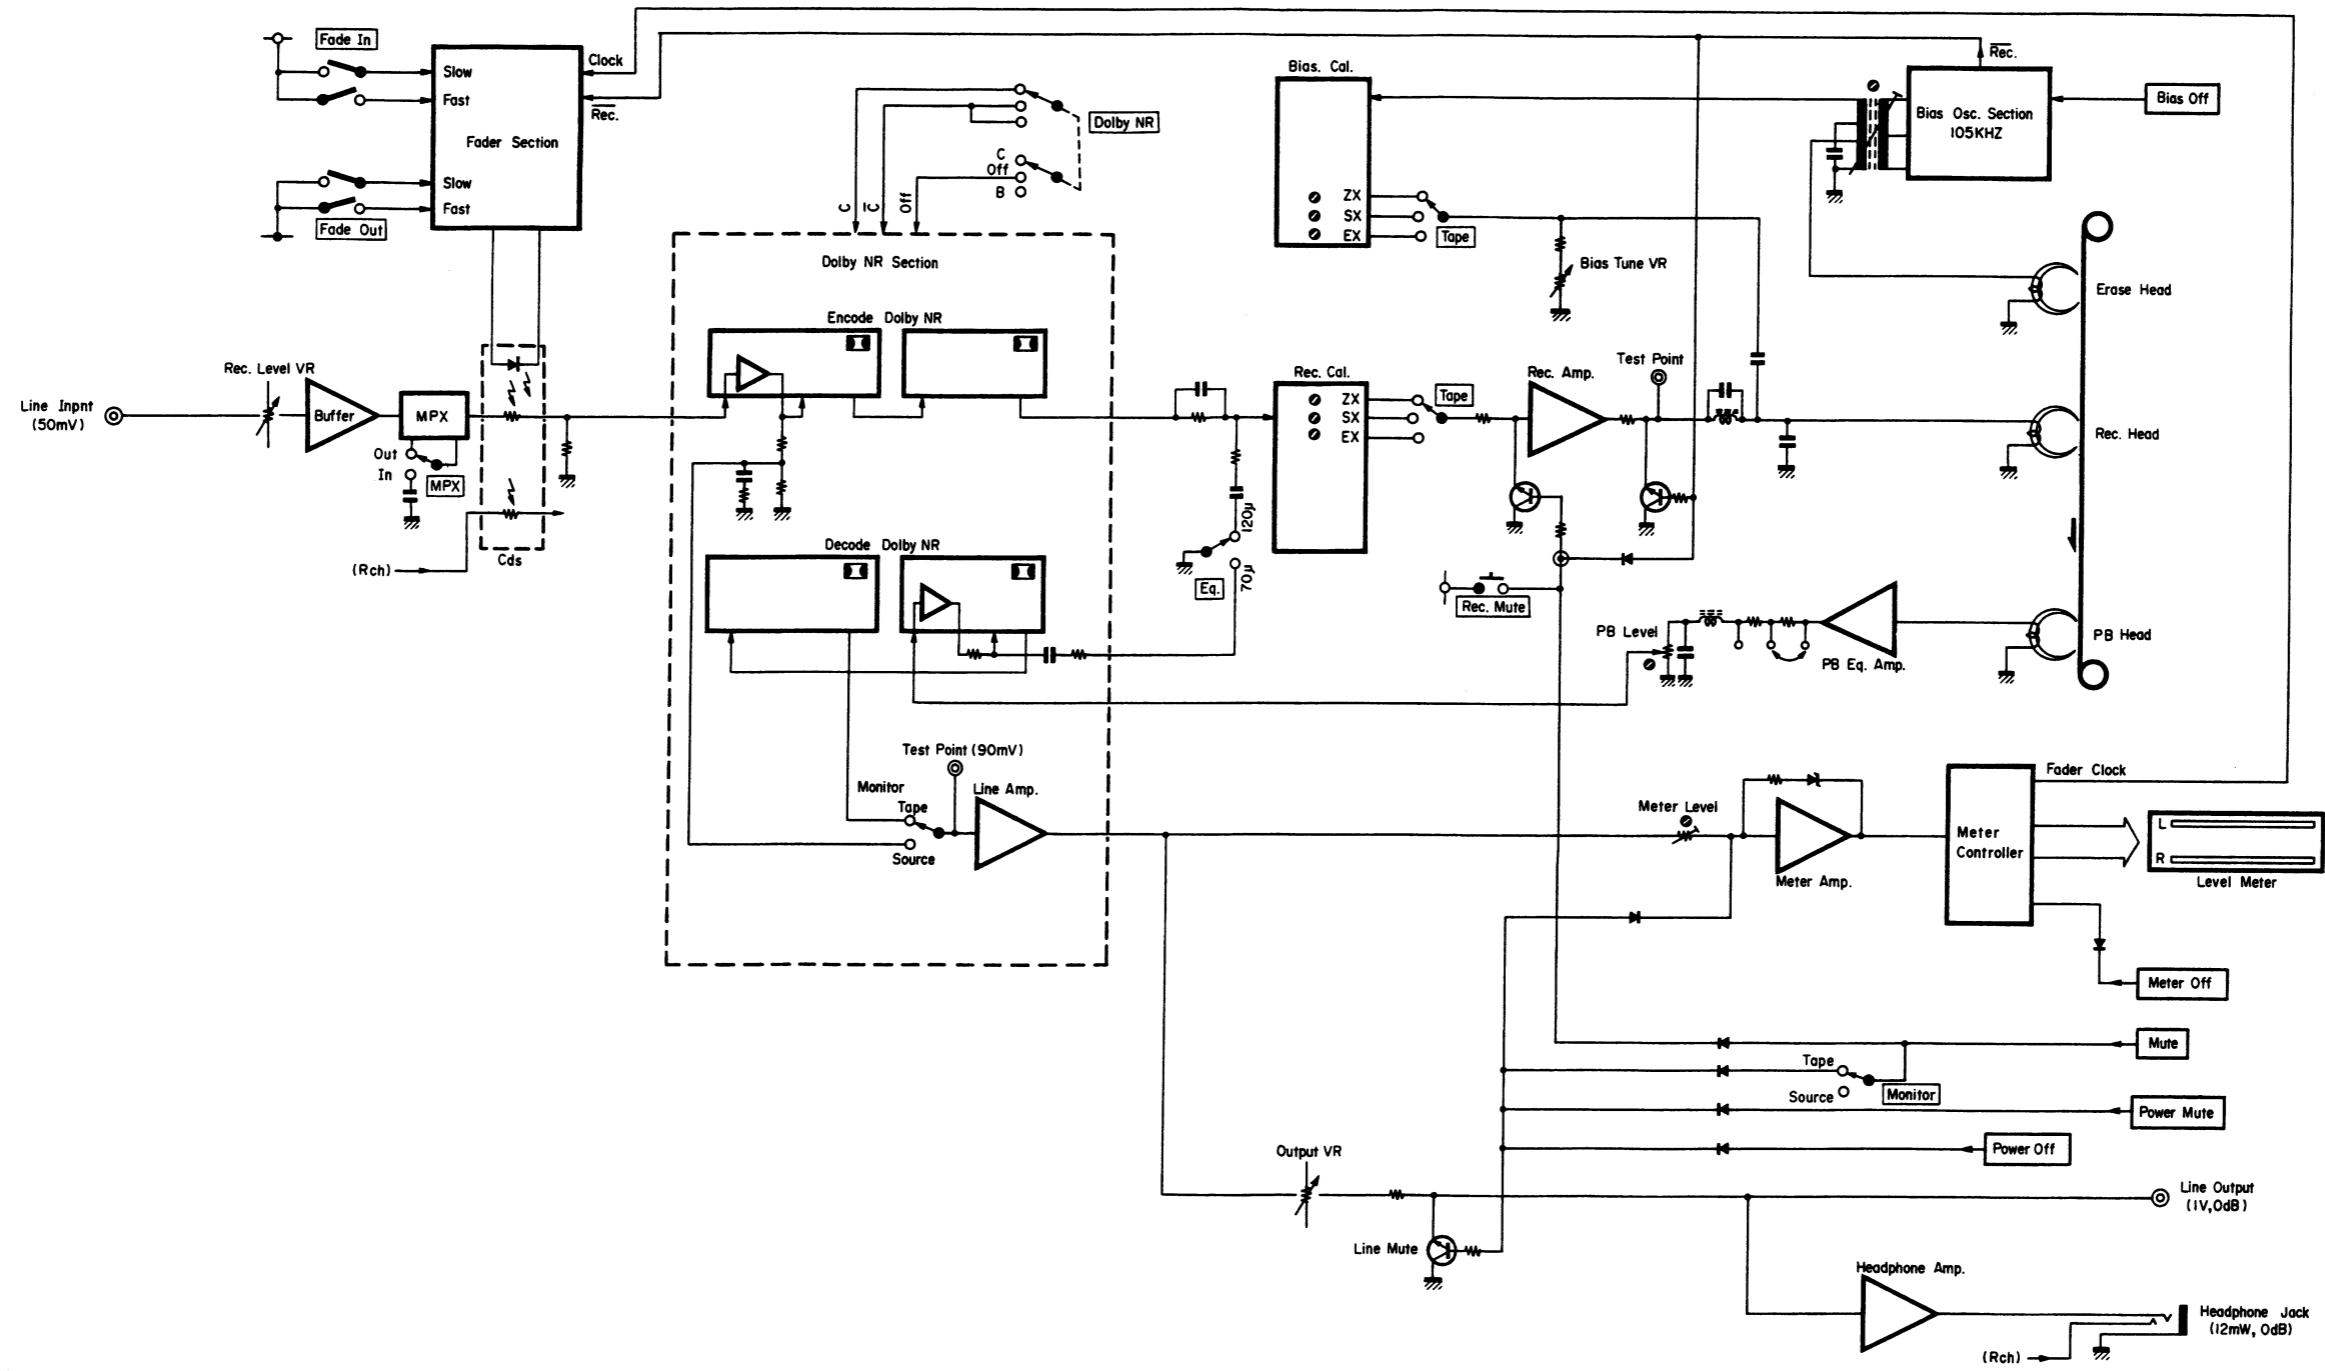 Fade In
Slow
Fast
Fader Section
Slow
Fast
Fade Out
Clock
Rec.
Dolby NR
C
Off
B
C
C
Off
Bias. Cal.
ZX
SX
EX
Tape
Bias Tune VR
Rec.
Bias Osc. Section
105KHZ
Bias Off
Erase Head
Rec. Level VR
Line Inpnt
(50mV)
Buffer
MPX
Out
In
MPX
(Rch)
Cds
Dolby NR Section
Encode Dolby NR
Decode Dolby NR
120μ
70μ
Eq.
Rec. Cal.
ZX
SX
EX
Tape
Rec. Amp.
Test Point
Rec. Head
Rec. Mute
PB Level
PB Eq. Amp.
PB Head
Test Point (90mV)
Monitor
Tape
Source
Line Amp.
Meter Level
Meter Amp.
Meter
Controller
Fader Clock
L
R
Level Meter
Meter Off
Mute
Tape
Source
Monitor
Power Mute
Power Off
Output VR
Line Mute
Line Output
(1V,0dB)
Headphone Amp.
Headphone Jack
(12mW, 0dB)
(Rch)